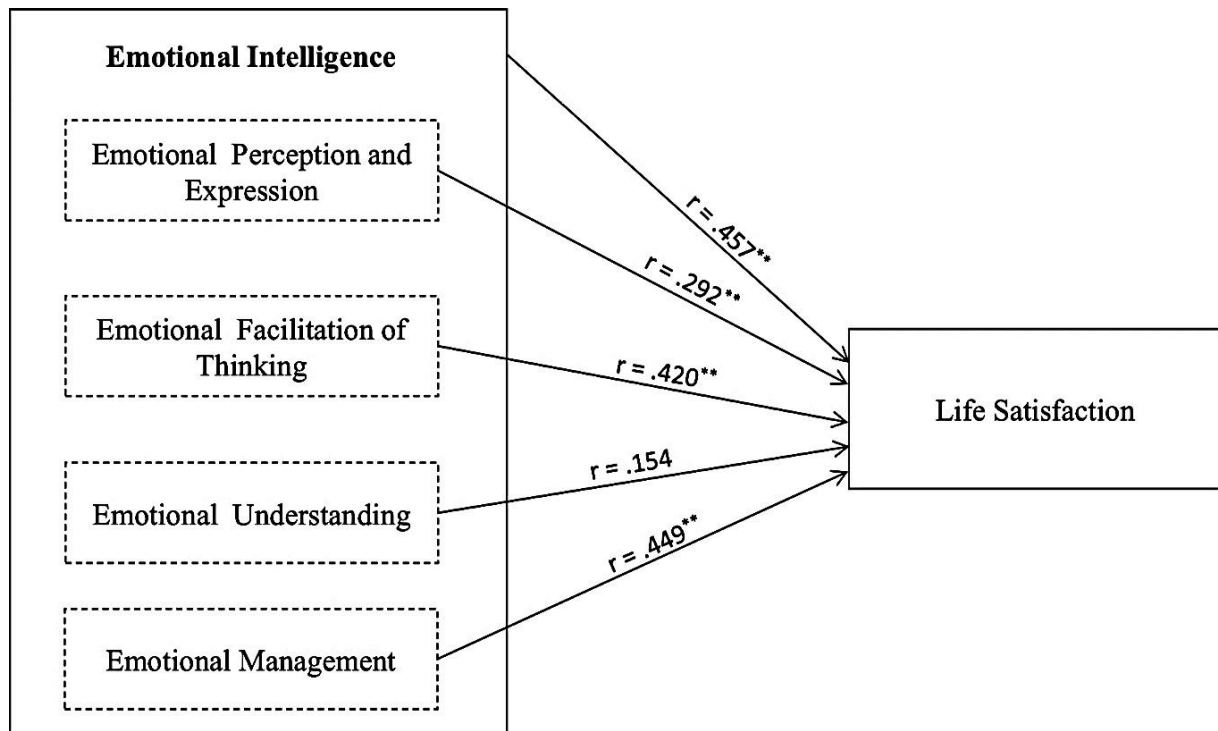 Emotional Intelligence
Emotional Perception and
Expression
Emotional Facilitation of
Thinking
Emotional Understanding
Emotional Management
r = .457**
r = .292**
r = .420**
r = .154
r = .449**
Life Satisfaction